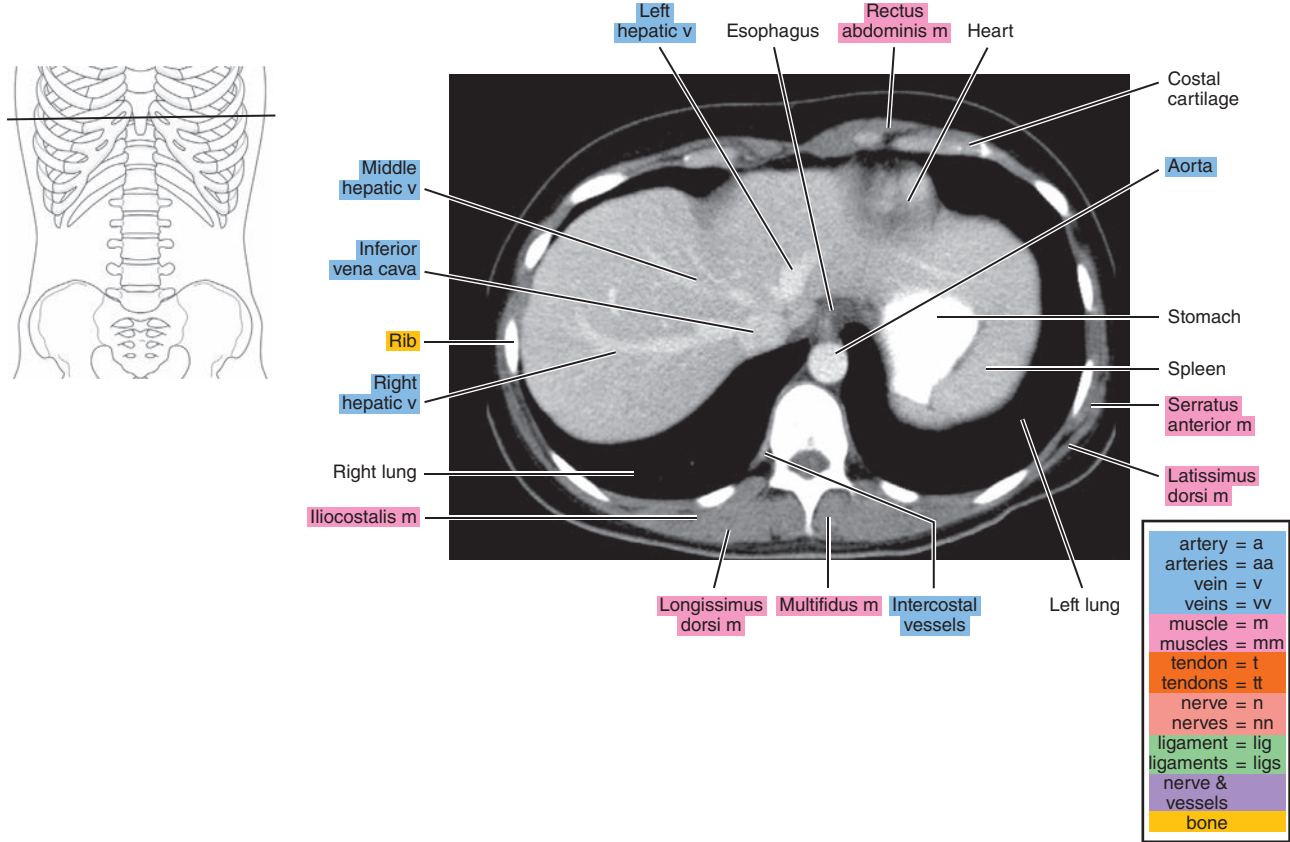 Left
hepatic v
Esophagus
Rectus
abdominis m
Heart
Costal
cartilage
Middle
hepatic v
Aorta
Inferior
vena cava
Rib
Stomach
Right
hepatic v
Spleen
Serratus
anterior m
Right lung
Latissimus
dorsi m
Iliocostalis m
Longissimus
dorsi m
Multifidus m
Intercostal
vessels
Left lung
artery = a
arteries = aa
vein = v
veins = vv
muscle = m
muscles = mm
tendon = t
tendons = tt
nerve = n
nerves = nn
ligament = lig
ligaments = ligs
nerve &
vessels
bone